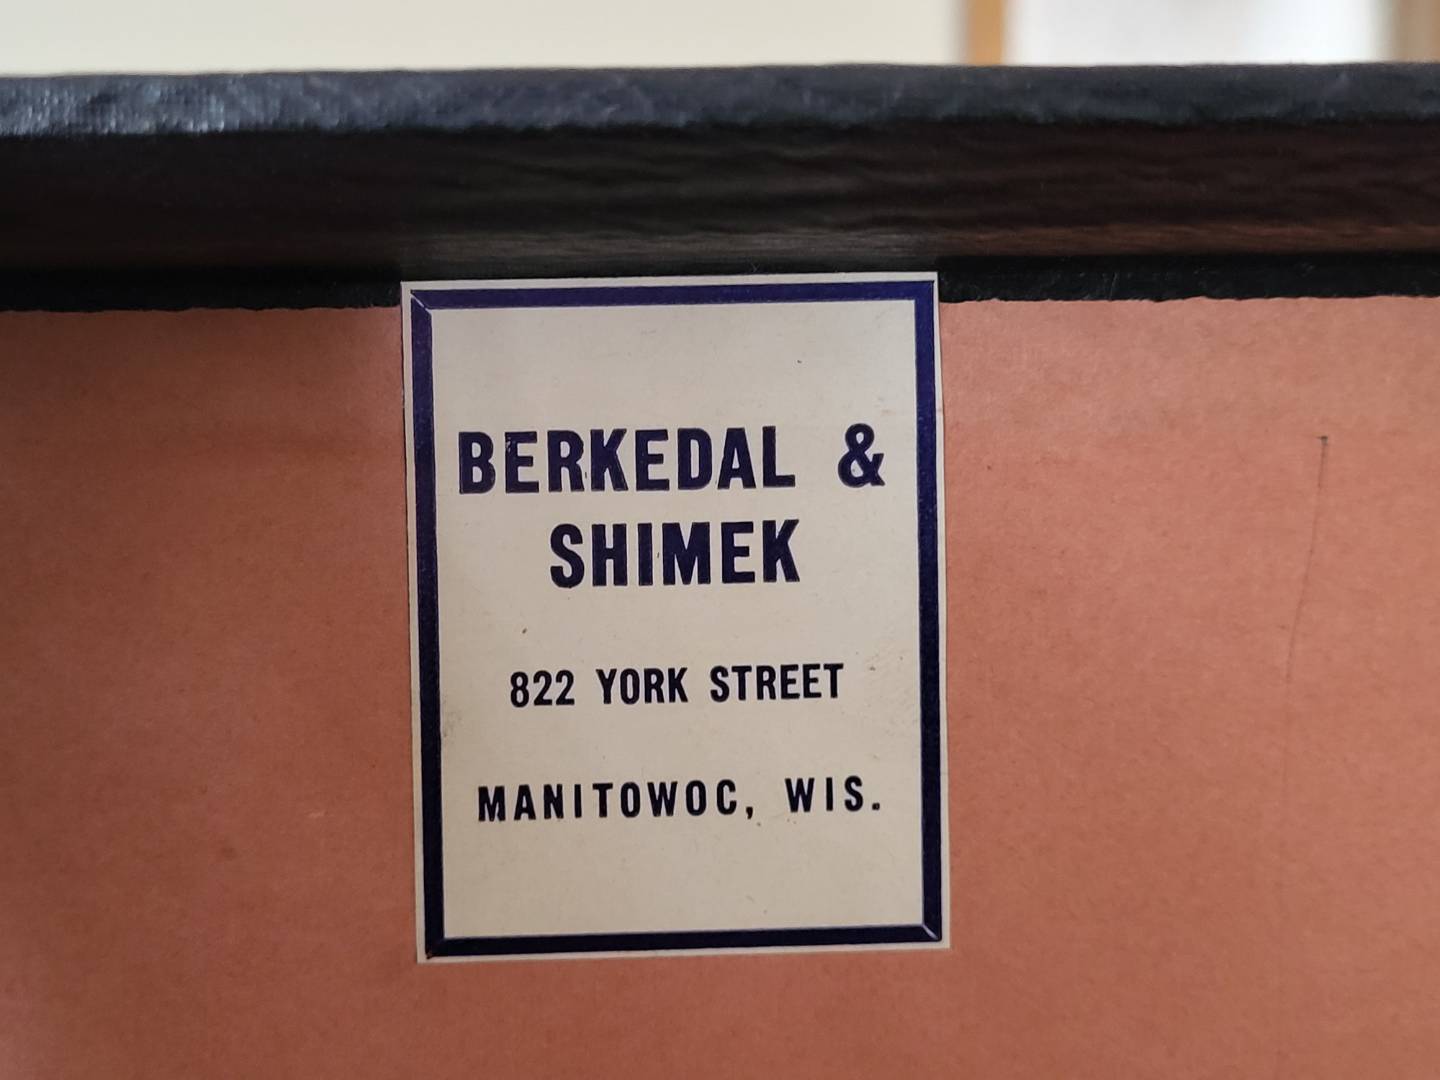 BERKEDAL &
SHIMEK
822 YORK STREET
MANITOWOC, WIS.